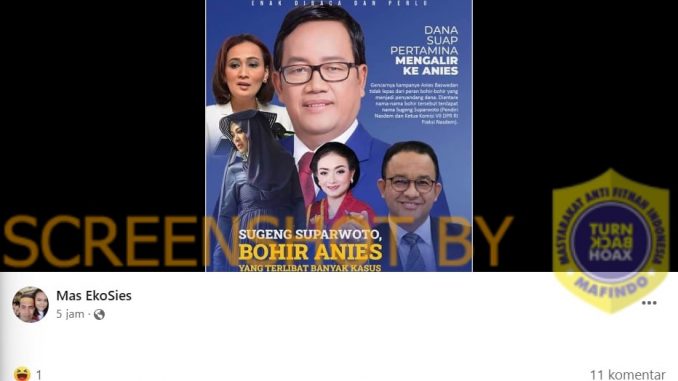 ENAK DIBACA DAN PERLU
DANA
SUAP
PERTAMINA
MENGALIR
KE ANIES
Gencarnya kampanye Anies Baswedan
tidak lepas dari peran bohir-bohir yang
menjadi penyandang dana. Diantara
nama-nama bohir tersebut terdapat
nama Sugeng Suparwoto (Pendiri
Nasdem dan Ketua Komisi VII DPR RI
Fraksi Nasdem).
SCREENSHOT BY
MASYARAKAT ANTI FITNAH INDONESIA
TURN
BACK
HOAX
MAFINDO
SUGENG SUPARWOTO,
BOHIR ANIES
YANG TERLIBAT BANYAK KASUS
Mas EkoSies
5 jam ·
1
11 komentar